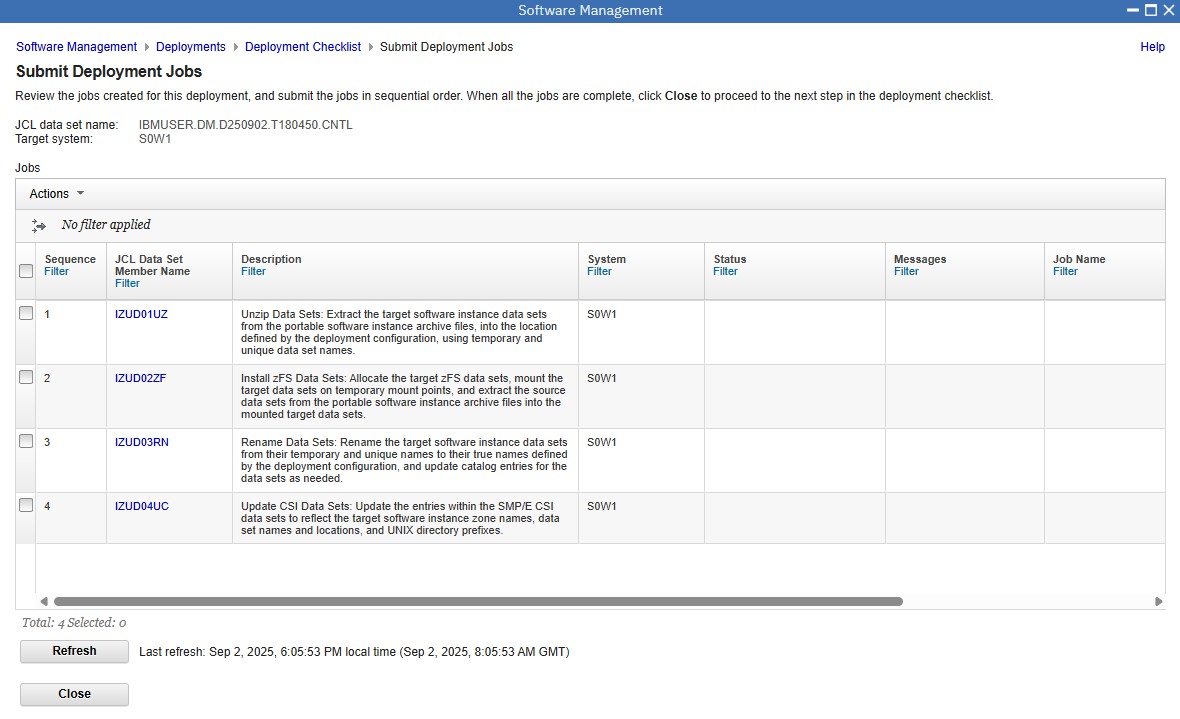 Software Management
Software Management Deployments Deployment Checklist Submit Deployment Jobs Help
Submit Deployment Jobs
Review the jobs created for this deployment, and submit the jobs in sequential order. When all the jobs are complete, click Close to proceed to the next step in the deployment checklist.
JCL data set name: IBMUSER.DM.D250902.T180450.CNTL
Target system: S0W1
Jobs
Actions
No filter applied
Sequence
Filter
JCL Data Set
Member Name
Filter
Description
Filter
System
Filter
Status
Filter
Messages
Filter
Job Name
Filter
1
IZUD01UZ
Unzip Data Sets: Extract the target software instance data sets
from the portable software instance archive files, into the location
defined by the deployment configuration, using temporary and
unique data set names.
S0W1
2
IZUD02ZF
Install zFS Data Sets: Allocate the target zFS data sets, mount the
target data sets on temporary mount points, and extract the source
data sets from the portable software instance archive files into the
mounted target data sets.
S0W1
3
IZUD03RN
Rename Data Sets: Rename the target software instance data sets
from their temporary and unique names to their true names defined
by the deployment configuration, and update catalog entries for the
data sets as needed.
S0W1
4
IZUD04UC
Update CSI Data Sets: Update the entries within the SMP/E CSI
data sets to reflect the target software instance zone names, data
set names and locations, and UNIX directory prefixes.
S0W1
Total: 4 Selected: 0
Refresh Last refresh: Sep 2, 2025, 6:05:53 PM local time (Sep 2, 2025, 8:05:53 AM GMT)
Close